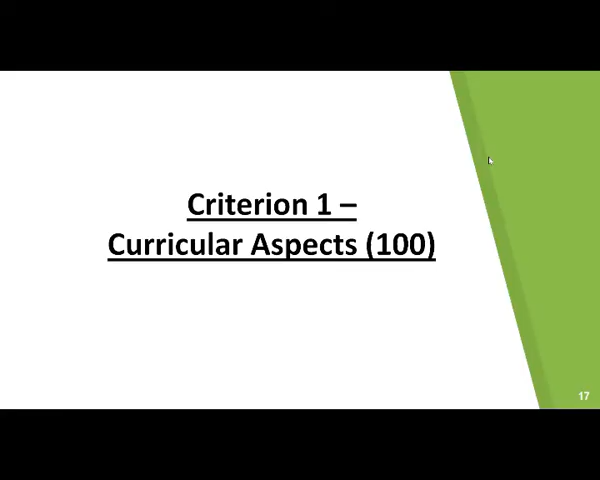 Criterion 1 –
Curricular Aspects (100)
17